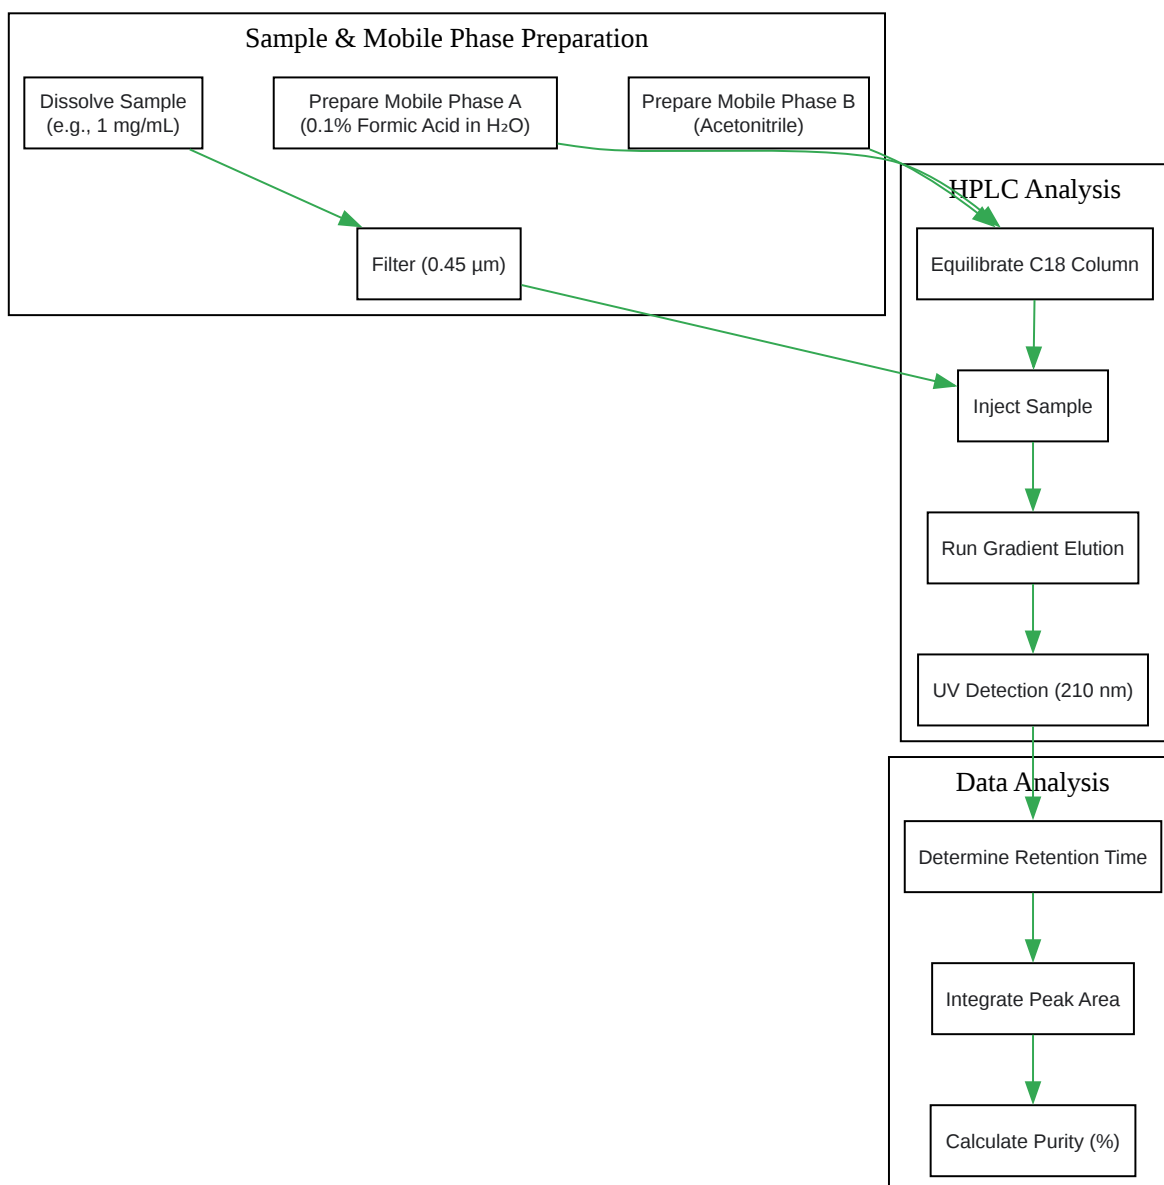 Sample & Mobile Phase Preparation
Dissolve Sample
(e.g., 1 mg/mL)
Prepare Mobile Phase A
(0.1% Formic Acid in H₂O)
Prepare Mobile Phase B
(Acetonitrile)
Filter (0.45 µm)
HPLC Analysis
Equilibrate C18 Column
Inject Sample
Run Gradient Elution
UV Detection (210 nm)
Data Analysis
Determine Retention Time
Integrate Peak Area
Calculate Purity (%)